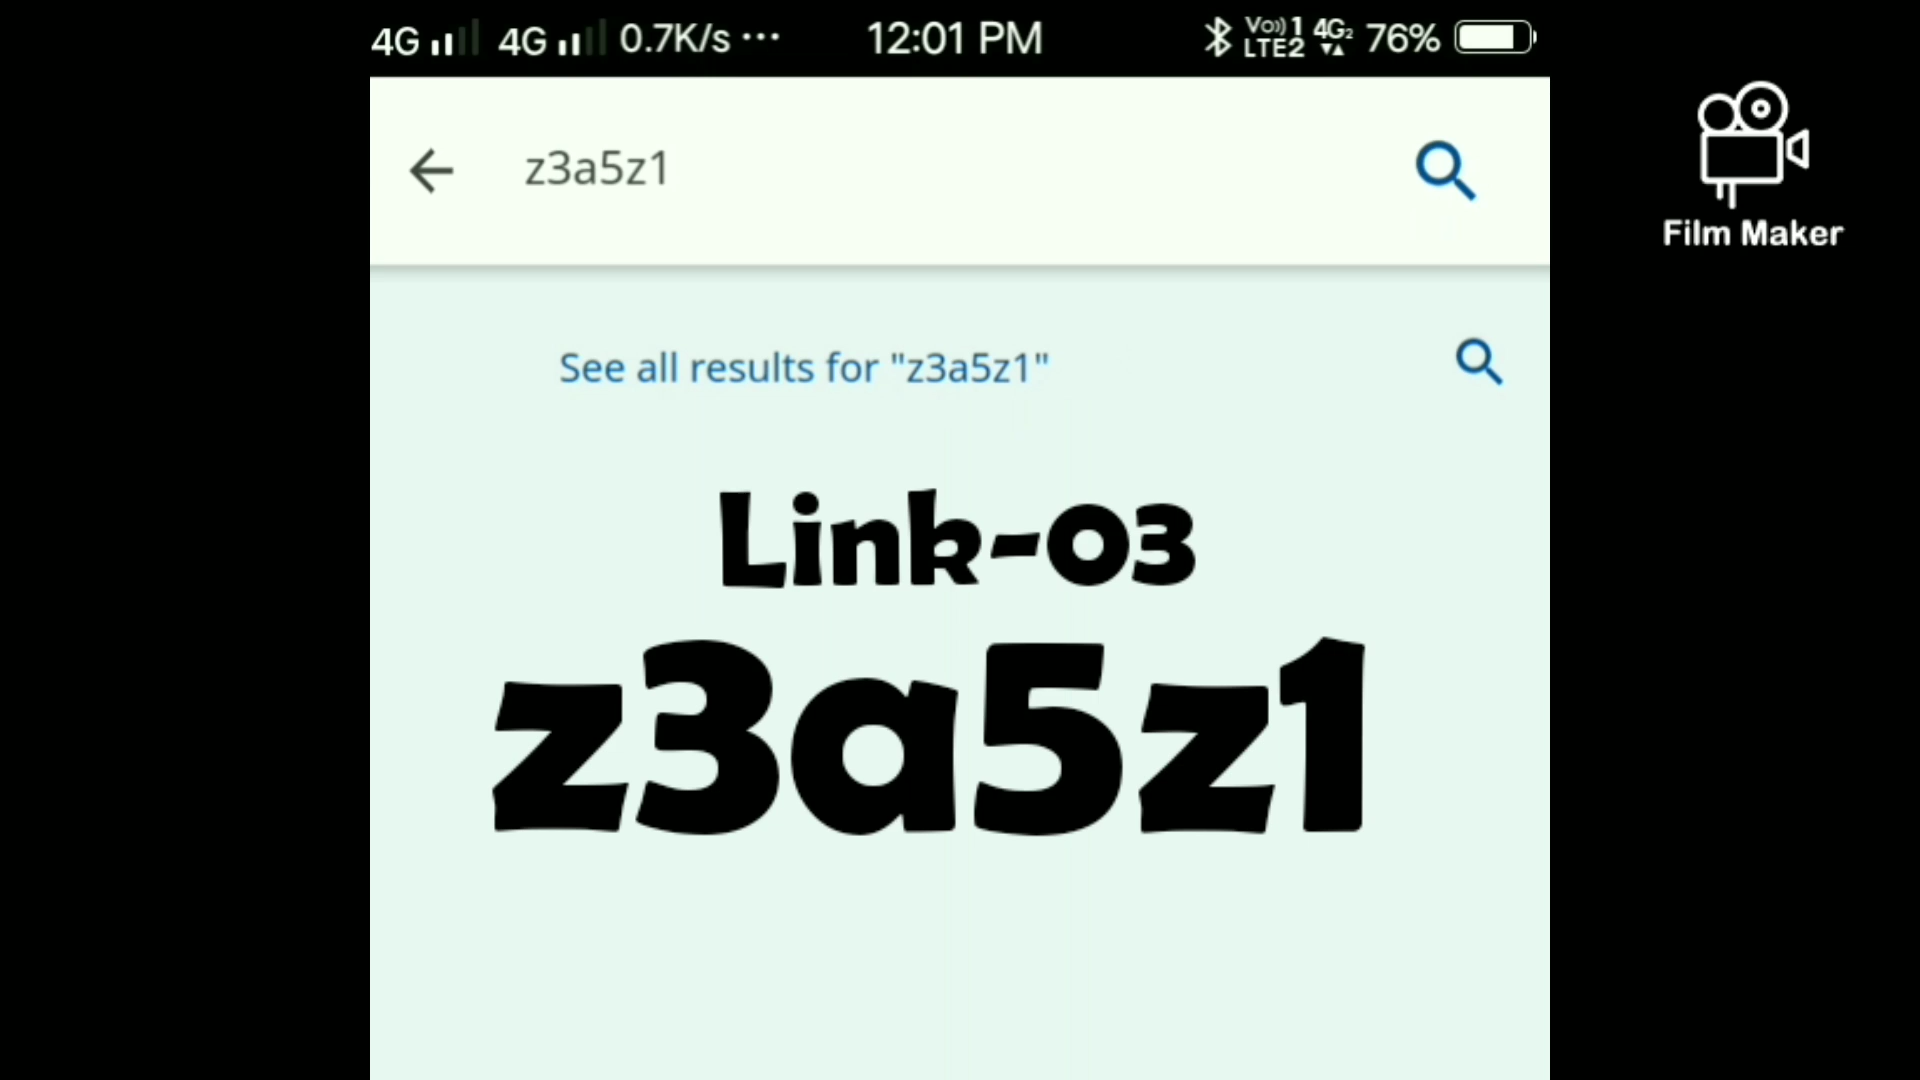 4G 4G 0.7K/s ... 12:01 PM Vo))1 LTE2 4G2 76%
z3a5z1
See all results for "z3a5z1"
Link-03
z3a5z1
Film Maker